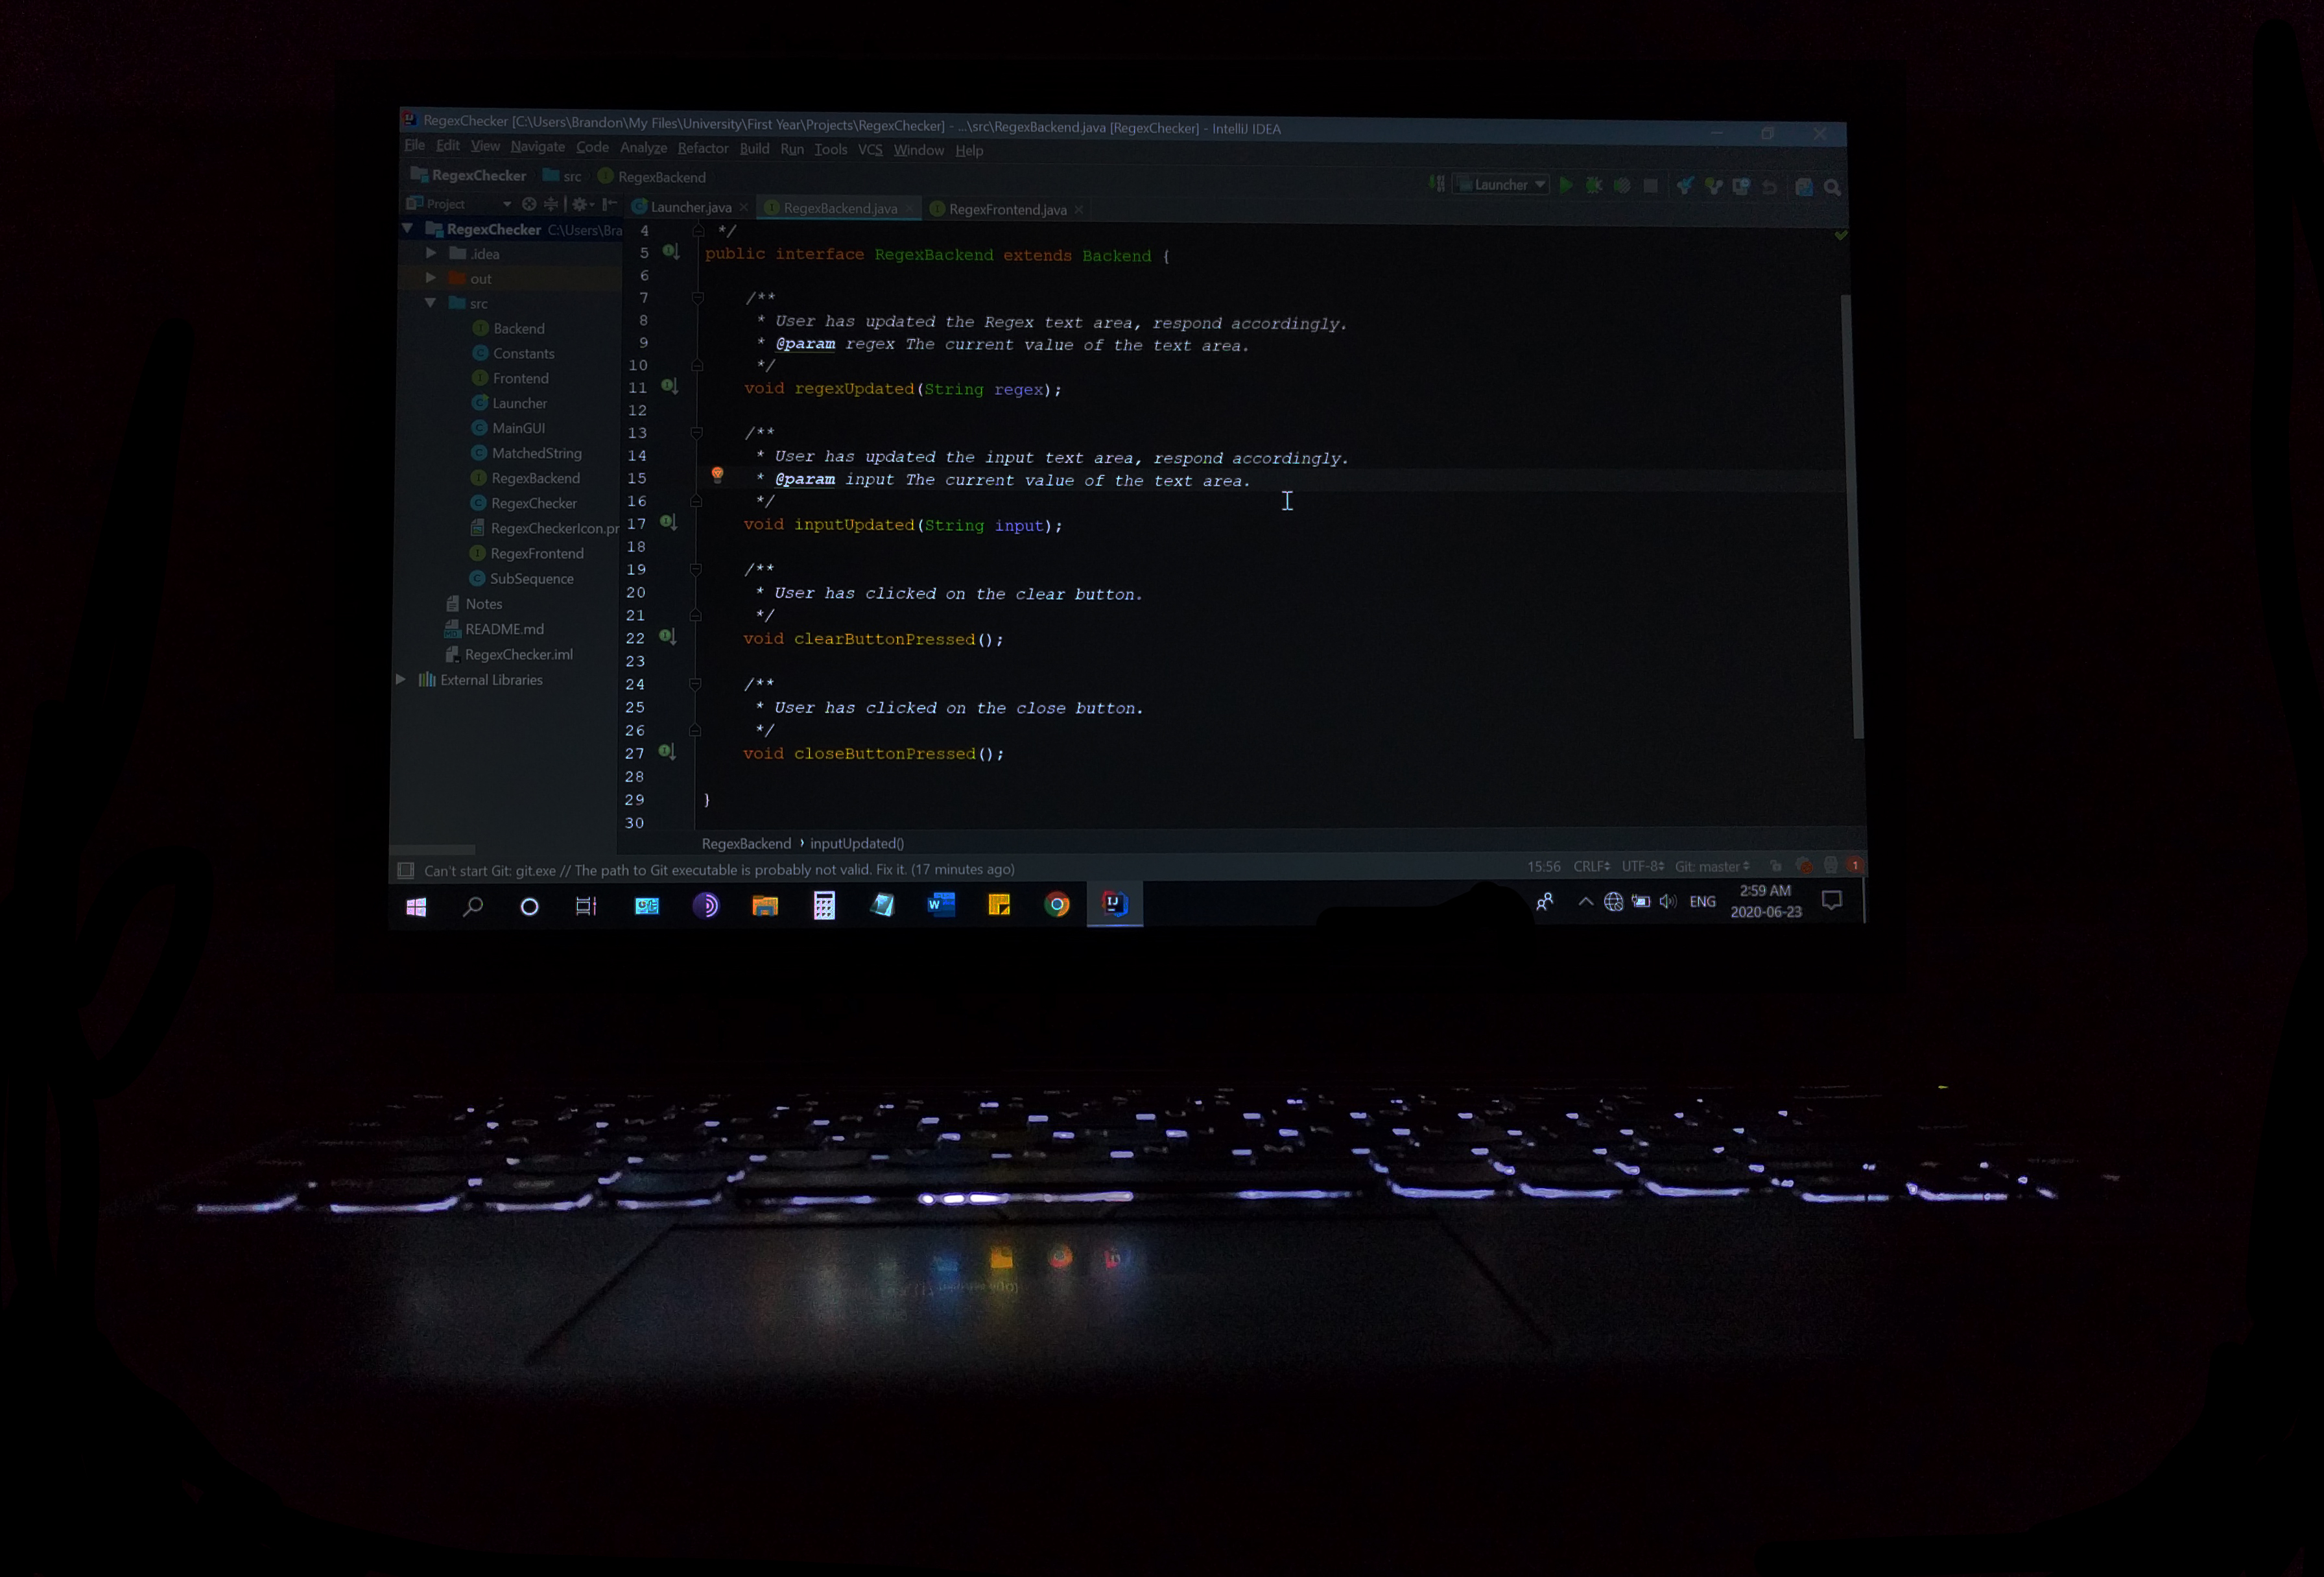 RegexChecker [C:\Users\Brandon\My Files\University\First Year\Projects\RegexChecker] - ...\src\RegexBackend.java [RegexChecker] - IntelliJ IDEA
File Edit View Navigate Code Analyze Refactor Build Run Tools VCS Window Help
RegexChecker src RegexBackend
Launcher
Project
Launcher.java RegexBackend.java RegexFrontend.java
RegexChecker C:\Users\Bra
.idea
out
src
Backend
Constants
Frontend
Launcher
MainGUI
MatchedString
RegexBackend
RegexChecker
RegexCheckerIcon.pr
RegexFrontend
SubSequence
Notes
README.md
RegexChecker.iml
External Libraries
4 */
5 public interface RegexBackend extends Backend {
6
7 /**
8 * User has updated the Regex text area, respond accordingly.
9 * @param regex The current value of the text area.
10 */
11 void regexUpdated(String regex);
12
13 /**
14 * User has updated the input text area, respond accordingly.
15 * @param input The current value of the text area.
16 */
17 void inputUpdated(String input);
18
19 /**
20 * User has clicked on the clear button.
21 */
22 void clearButtonPressed();
23
24 /**
25 * User has clicked on the close button.
26 */
27 void closeButtonPressed();
28
29 }
30
RegexBackend › inputUpdated()
Can't start Git: git.exe // The path to Git executable is probably not valid. Fix it. (17 minutes ago)
15:56 CRLF UTF-8 Git: master 1
W IJ
ENG
2:59 AM
2020-06-23